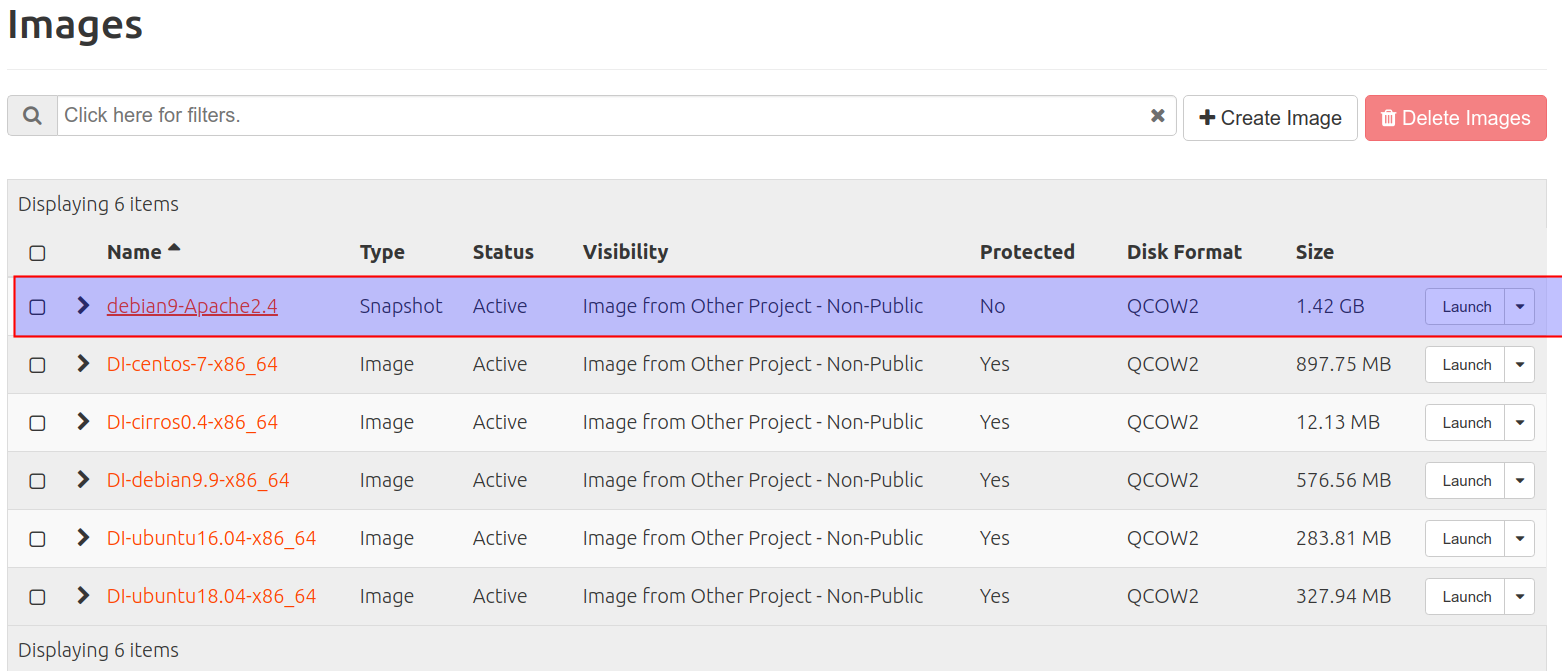 Images
Click here for filters. Create Image Delete Images
Displaying 6 items
Name Type Status Visibility Protected Disk Format Size
debian9-Apache2.4 Snapshot Active Image from Other Project - Non-Public No QCOW2 1.42 GB Launch
DI-centos-7-x86_64 Image Active Image from Other Project - Non-Public Yes QCOW2 897.75 MB Launch
DI-cirros0.4-x86_64 Image Active Image from Other Project - Non-Public Yes QCOW2 12.13 MB Launch
DI-debian9.9-x86_64 Image Active Image from Other Project - Non-Public Yes QCOW2 576.56 MB Launch
DI-ubuntu16.04-x86_64 Image Active Image from Other Project - Non-Public Yes QCOW2 283.81 MB Launch
DI-ubuntu18.04-x86_64 Image Active Image from Other Project - Non-Public Yes QCOW2 327.94 MB Launch
Displaying 6 items